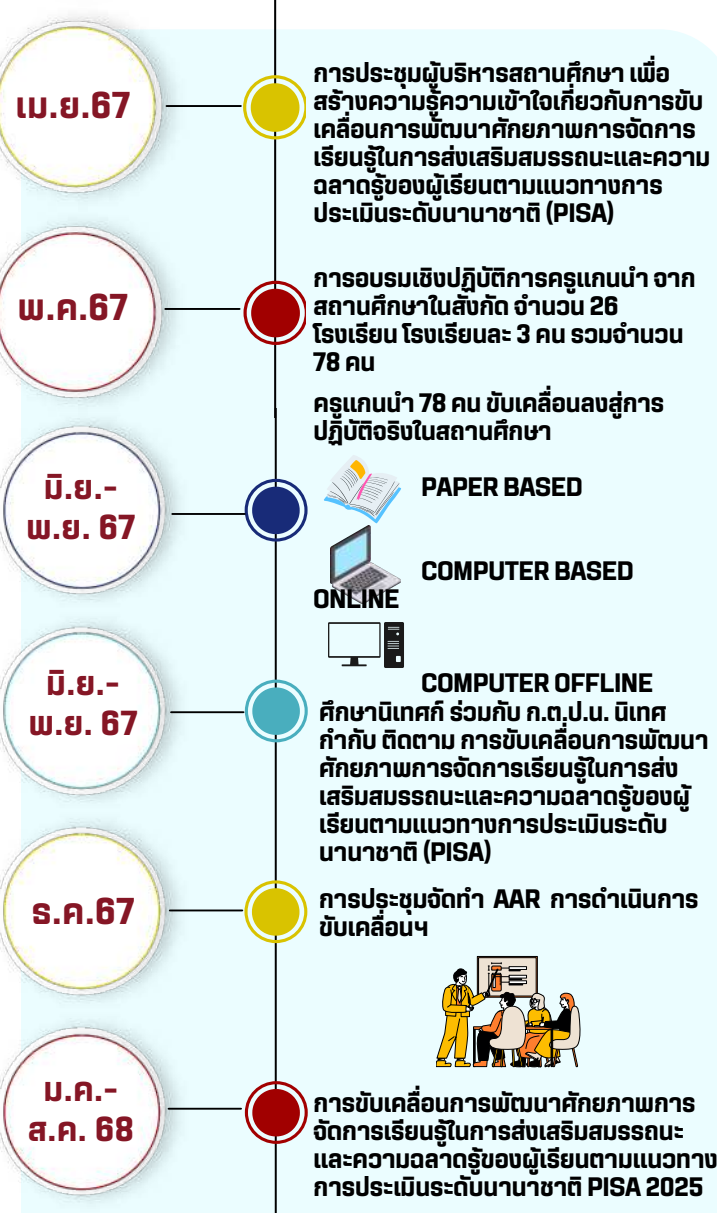 เม.ย.67
การประชุมผู้บริหารสถานศึกษา เพื่อ
สร้างความรู้ความเข้าใจเกี่ยวกับการขับ
เคลื่อนการพัฒนาศักยภาพการจัดการ
เรียนรู้ในการส่งเสริมสมรรถนะและความ
ฉลาดรู้ของผู้เรียนตามแนวทางการ
ประเมินระดับนานาชาติ (PISA)
พ.ค.67
การอบรมเชิงปฏิบัติการครูแกนนำ จาก
สถานศึกษาในสังกัด จำนวน 26
โรงเรียน โรงเรียนละ 3 คน รวมจำนวน
78 คน
ครูแกนนำ 78 คน ขับเคลื่อนลงสู่การ
ปฏิบัติจริงในสถานศึกษา
มิ.ย.-
พ.ย. 67
PAPER BASED
COMPUTER BASED
ONLINE
COMPUTER OFFLINE
มิ.ย.-
พ.ย. 67
ศึกษานิเทศก์ ร่วมกับ ก.ต.ป.น. นิเทศ
กำกับ ติดตาม การขับเคลื่อนการพัฒนา
ศักยภาพการจัดการเรียนรู้ในการส่ง
เสริมสมรรถนะและความฉลาดรู้ของผู้
เรียนตามแนวทางการประเมินระดับ
นานาชาติ (PISA)
ธ.ค.67
การประชุมจัดทำ AAR การดำเนินการ
ขับเคลื่อนฯ
ม.ค.-
ส.ค. 68
การขับเคลื่อนการพัฒนาศักยภาพการ
จัดการเรียนรู้ในการส่งเสริมสมรรถนะ
และความฉลาดรู้ของผู้เรียนตามแนวทาง
การประเมินระดับนานาชาติ PISA 2025